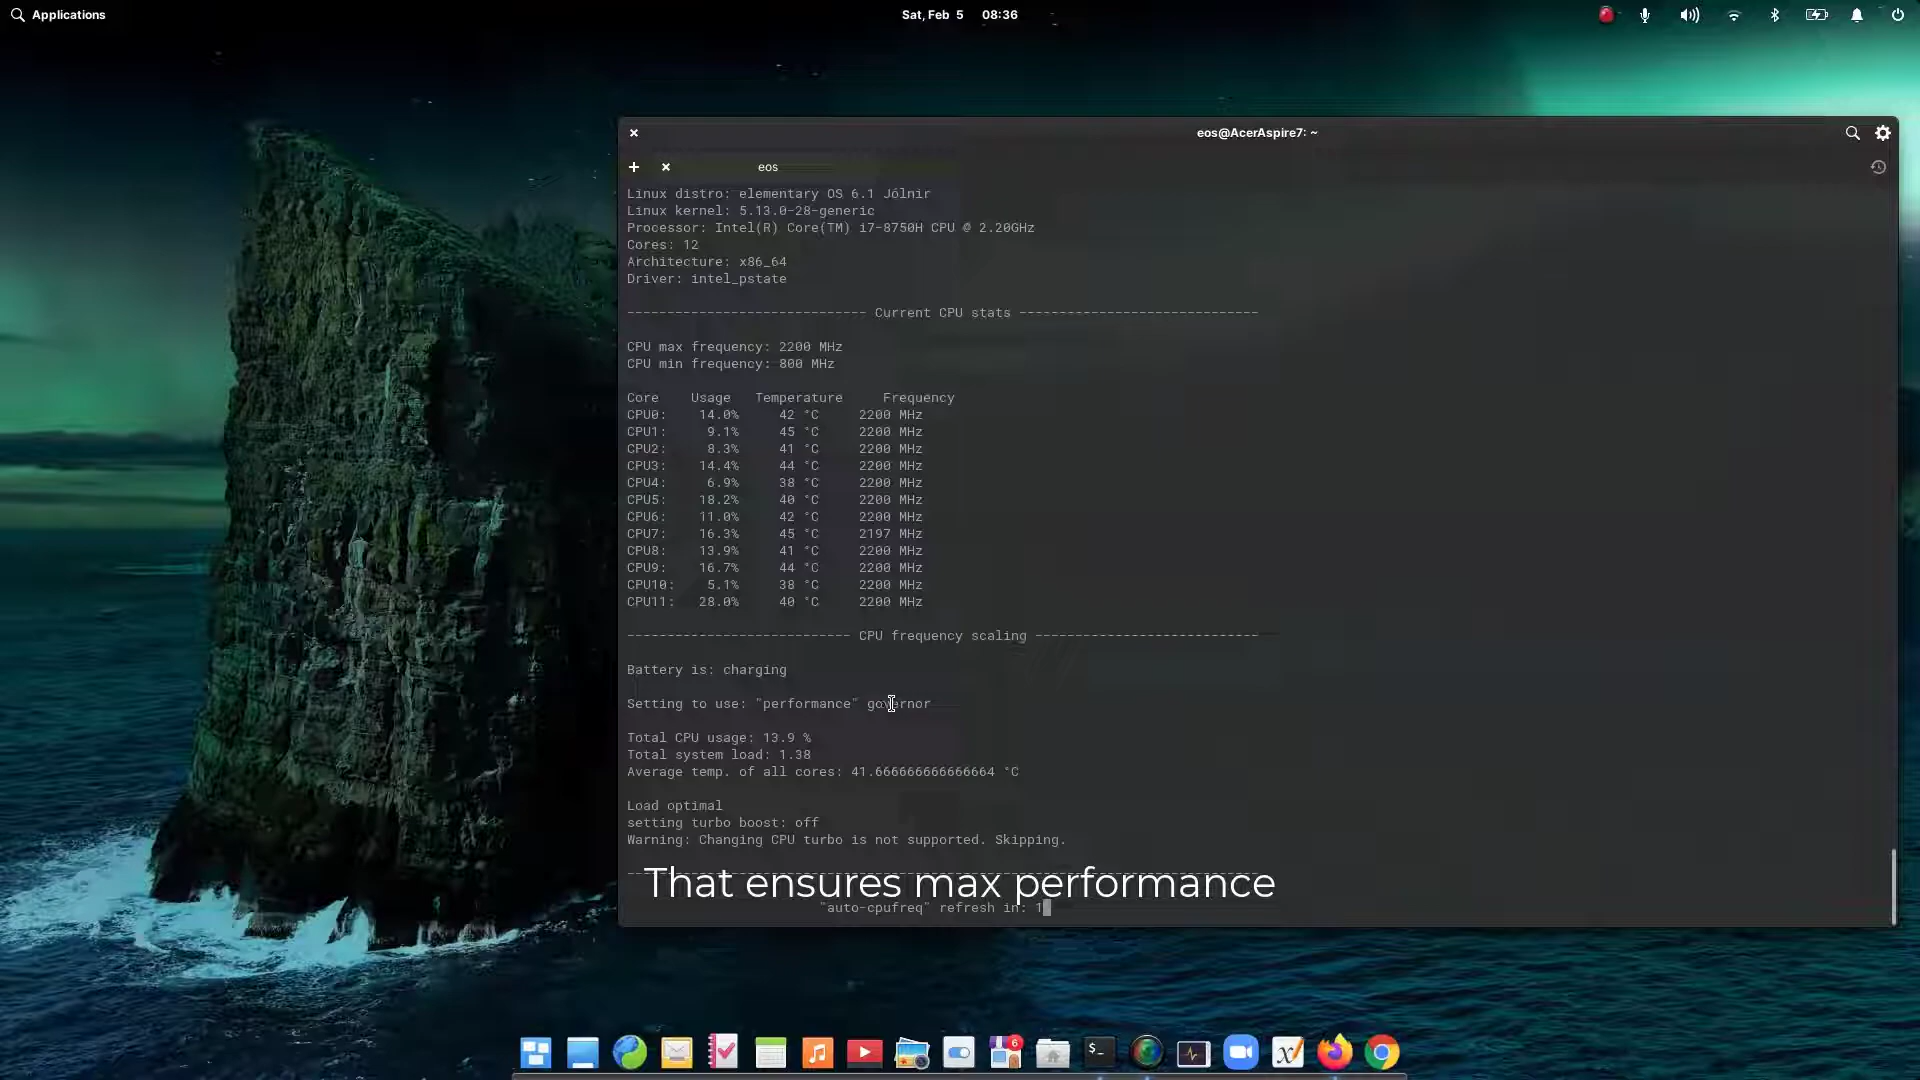 Applications
Sat, Feb 5 08:36
eos@AcerAspire7: ~
eos
Linux distro: elementary OS 6.1 Jólnir
Linux kernel: 5.13.0-28-generic
Processor: Intel(R) Core(TM) i7-8750H CPU @ 2.20GHz
Cores: 12
Architecture: x86_64
Driver: intel_pstate
----------------------------- Current CPU stats ------------------------------
CPU max frequency: 2200 MHz
CPU min frequency: 800 MHz
Core Usage Temperature Frequency
CPU0: 14.0% 42 °C 2200 MHz
CPU1: 9.1% 45 °C 2200 MHz
CPU2: 8.3% 41 °C 2200 MHz
CPU3: 14.4% 44 °C 2200 MHz
CPU4: 6.9% 38 °C 2200 MHz
CPU5: 18.2% 40 °C 2200 MHz
CPU6: 11.0% 42 °C 2200 MHz
CPU7: 16.3% 45 °C 2197 MHz
CPU8: 13.9% 41 °C 2200 MHz
CPU9: 16.7% 44 °C 2200 MHz
CPU10: 5.1% 38 °C 2200 MHz
CPU11: 28.0% 40 °C 2200 MHz
---------------------------- CPU frequency scaling ----------------------------
Battery is: charging
Setting to use: "performance" governor
Total CPU usage: 13.9 %
Total system load: 1.38
Average temp. of all cores: 41.666666666666664 °C
Load optimal
setting turbo boost: off
Warning: Changing CPU turbo is not supported. Skipping.
That ensures max performance
"auto-cpufreq" refresh in: 1
6